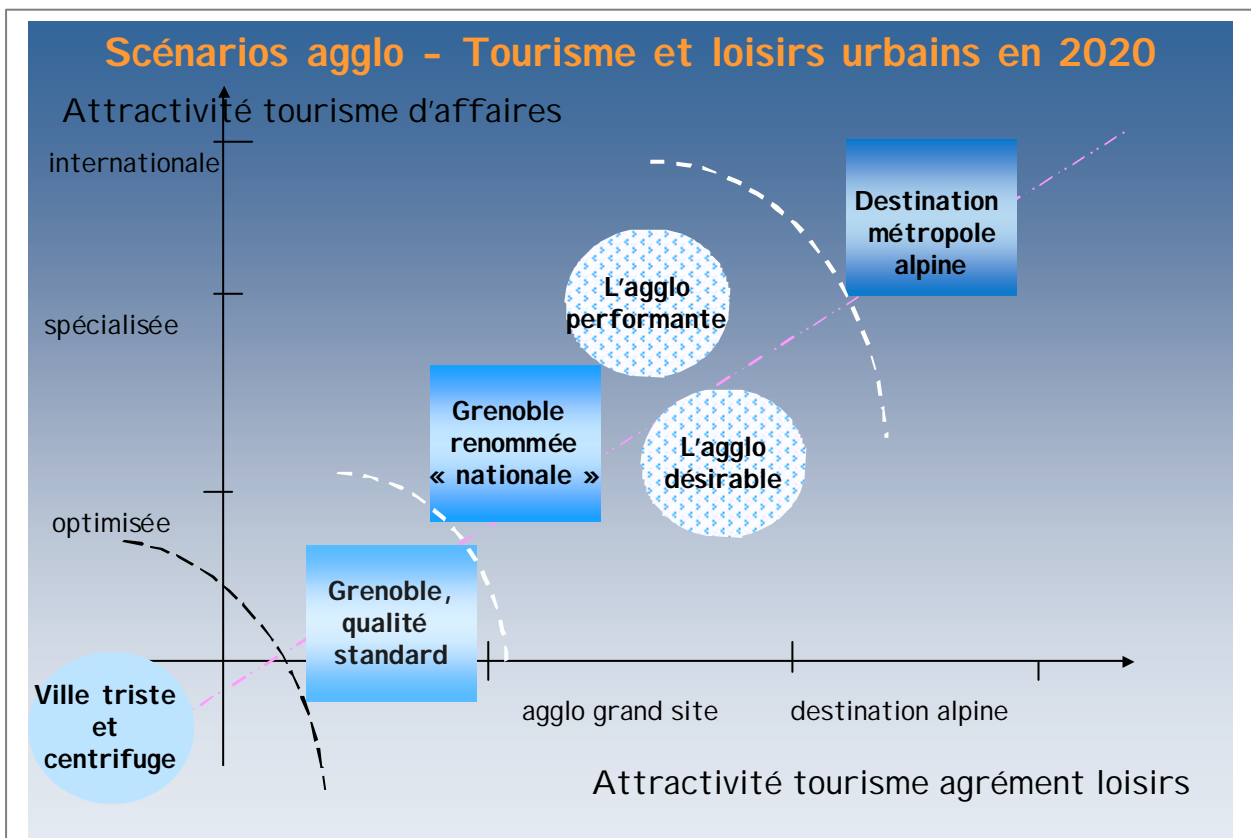 Scénarios agglo – Tourisme et loisirs urbains en 2020
Attractivité tourisme d'affaires
internationale
Destination
métropole
alpine
L'agglo
performante
spécialisée
Grenoble
renommée
« nationale »
L'agglo
désirable
optimisée
Grenoble,
qualité
standard
Ville triste
et
centrifuge
agglo grand site
destination alpine
Attractivité tourisme agrément loisirs